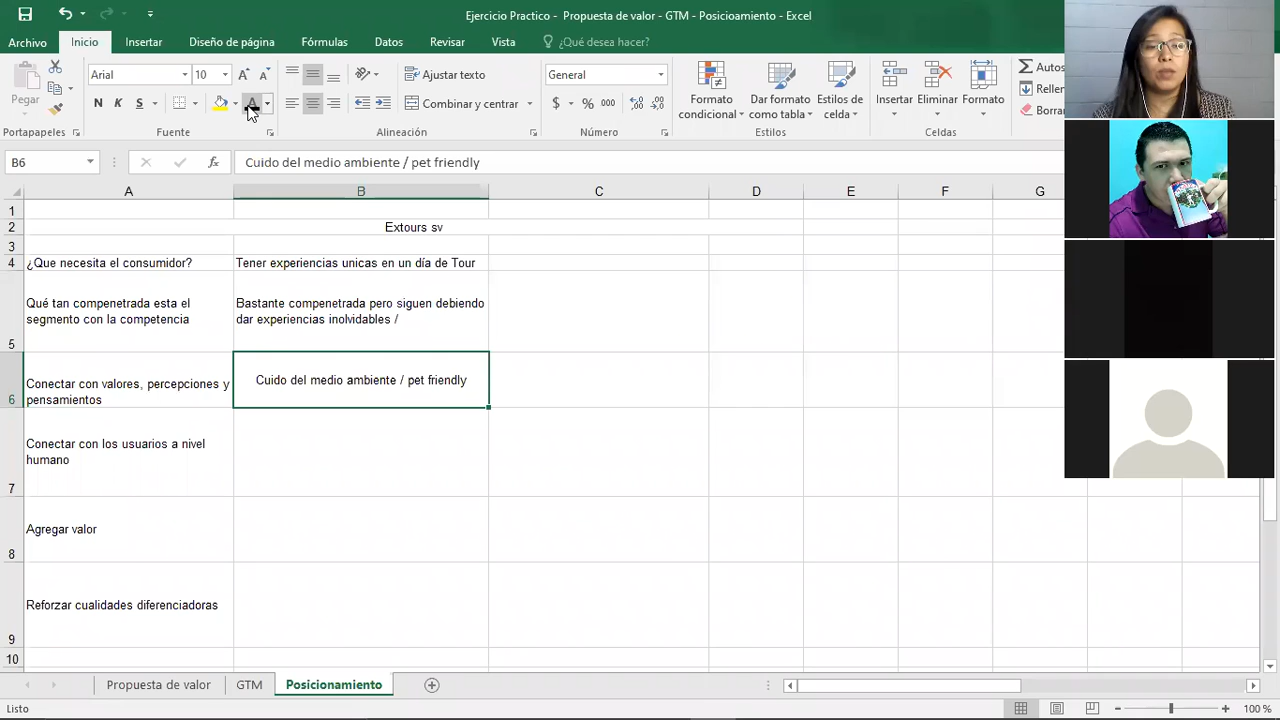 Ejercicio Practico -  Propuesta de valor - GTM - Posicioamiento - Excel
Archivo
Inicio
Insertar
Diseño de página
Fórmulas
Datos
Revisar
Vista
¿Qué desea hacer?
Pegar
Portapapeles
Arial
10
N K S
Fuente
Ajustar texto
Combinar y centrar
Alineación
General
$ % 000
Número
Formato condicional
Dar formato como tabla
Estilos de celda
Estilos
Insertar
Eliminar
Formato
Celdas
Autos
Rellen
Borra
B6
fx
Cuido del medio ambiente / pet friendly
A B C D E F G
1
2 Extours sv
3
4 ¿Que necesita el consumidor? Tener experiencias unicas en un día de Tour
Qué tan compenetrada esta el
segmento con la competencia
Bastante compenetrada pero siguen debiendo
dar experiencias inolvidables /
5
Cuido del medio ambiente / pet friendly
Conectar con valores, percepciones y
pensamientos
6
Conectar con los usuarios a nivel
humano
7
Agregar valor
8
Reforzar cualidades diferenciadoras
9
10
Propuesta de valor
GTM
Posicionamiento
Listo
100 %